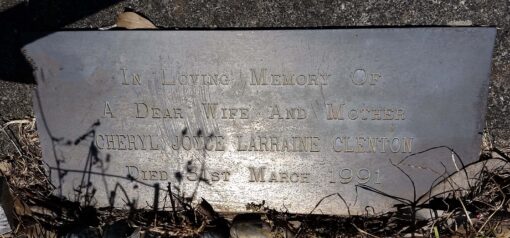 In Loving Memory Of
A Dear Wife And Mother
CHERYL JOYCE LARRAINE CLENTON
Died 31st March 1991